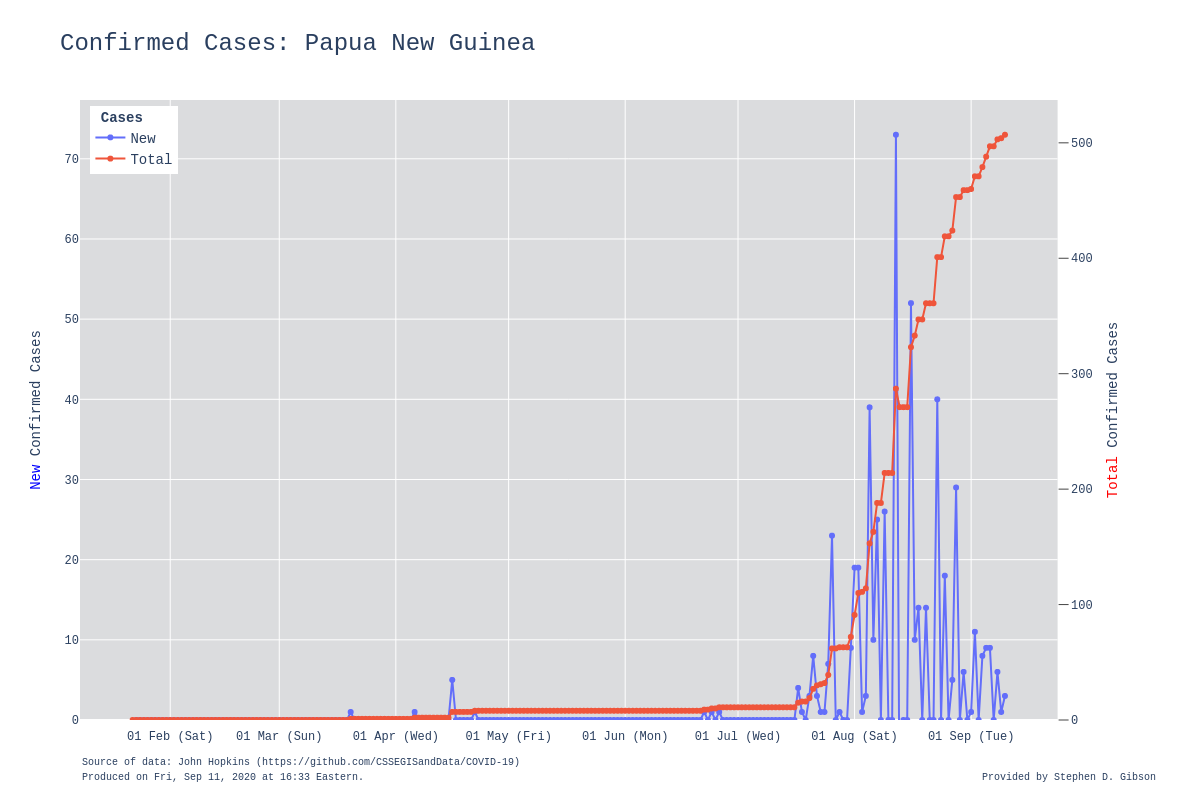 Confirmed Cases: Papua New Guinea
Cases
New
Total
70
60
50
40
30
20
10
0
New Confirmed Cases
500
400
300
200
100
0
Total Confirmed Cases
01 Feb (Sat)
01 Mar (Sun)
01 Apr (Wed)
01 May (Fri)
01 Jun (Mon)
01 Jul (Wed)
01 Aug (Sat)
01 Sep (Tue)
Source of data: John Hopkins (https://github.com/CSSEGISandData/COVID-19)
Produced on Fri, Sep 11, 2020 at 16:33 Eastern.
Provided by Stephen D. Gibson